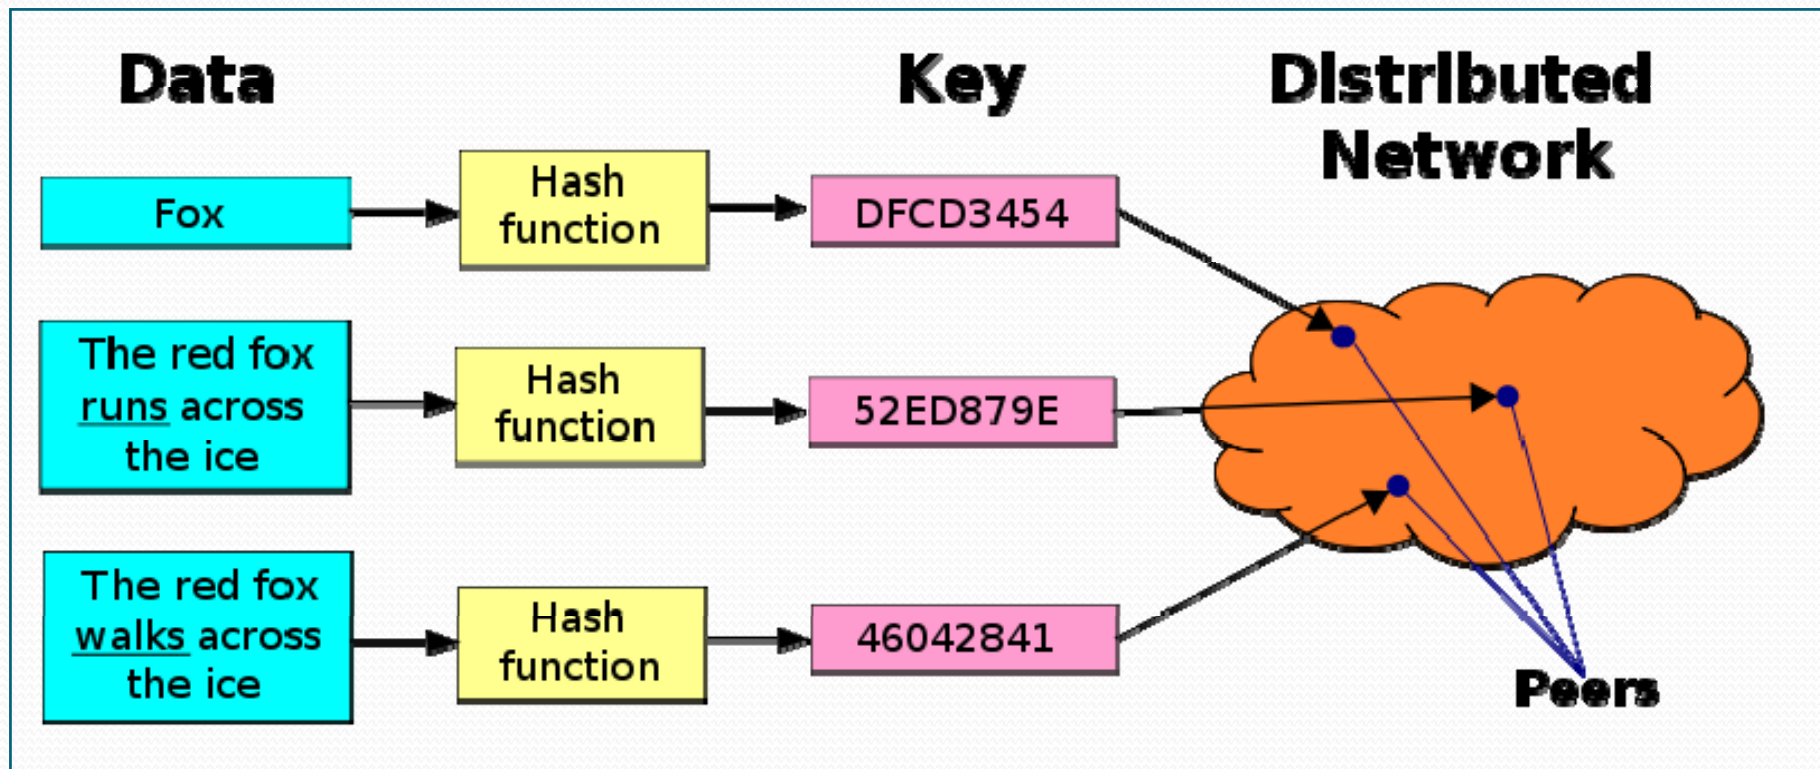 Data
Key
Distributed
Network
Fox
Hash
function
DFCD3454
The red fox
runs across
the ice
Hash
function
52ED879E
The red fox
walks across
the ice
Hash
function
46042841
Peers